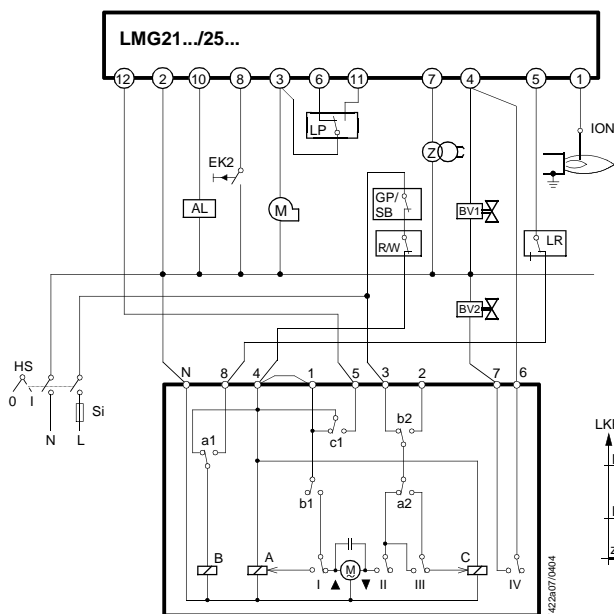 LMG21.../25...
12 2 10 8 3 6 11 7 4 5 1
LP
ION
EK2
Z
GP/
SB
AL
M
BV1
R/W
LR
BV2
HS
0 I
Si
N L
N 8 4 1 5 3 2 7 6
LK
a1
c1
b2
b1
a2
B A C
I M~ II III IV
422a07/0404